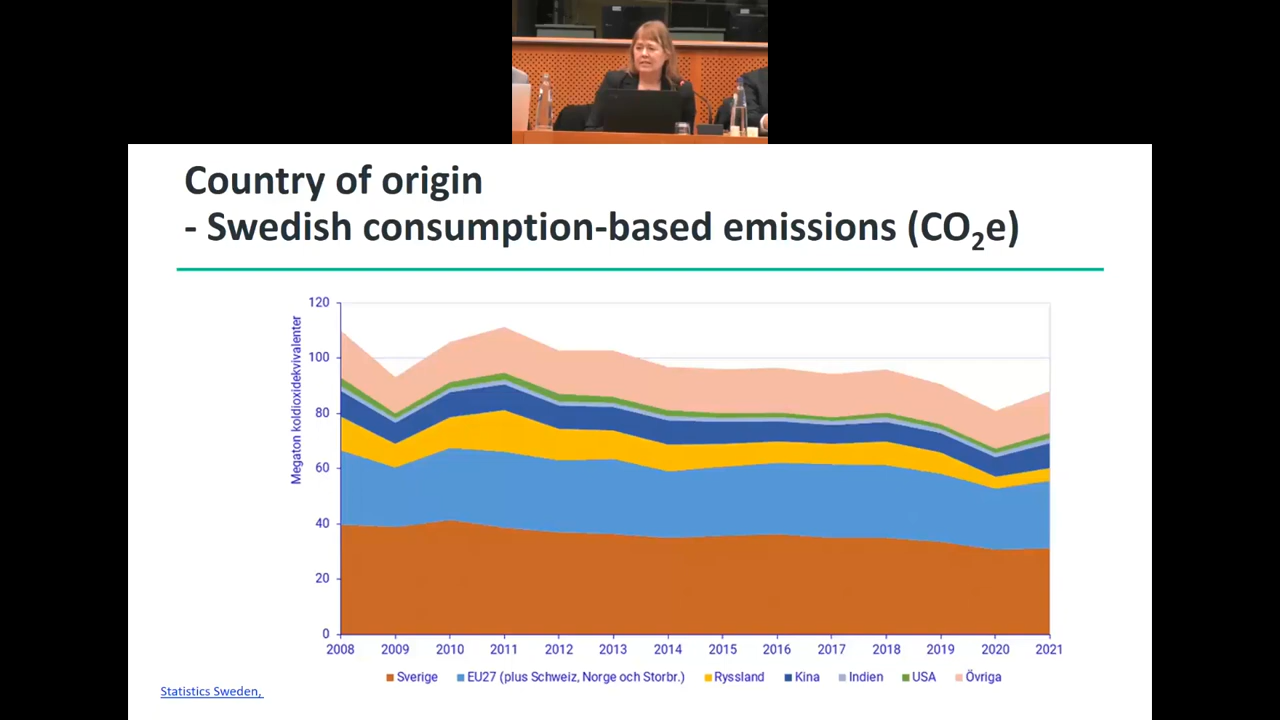 Country of origin
- Swedish consumption-based emissions (CO₂e)
Megaton koldioxidekvivalenter
120
100
80
60
40
20
0
2008 2009 2010 2011 2012 2013 2014 2015 2016 2017 2018 2019 2020 2021
Sverige EU27 (plus Schweiz, Norge och Storbr.) Ryssland Kina Indien USA Övriga
Statistics Sweden,